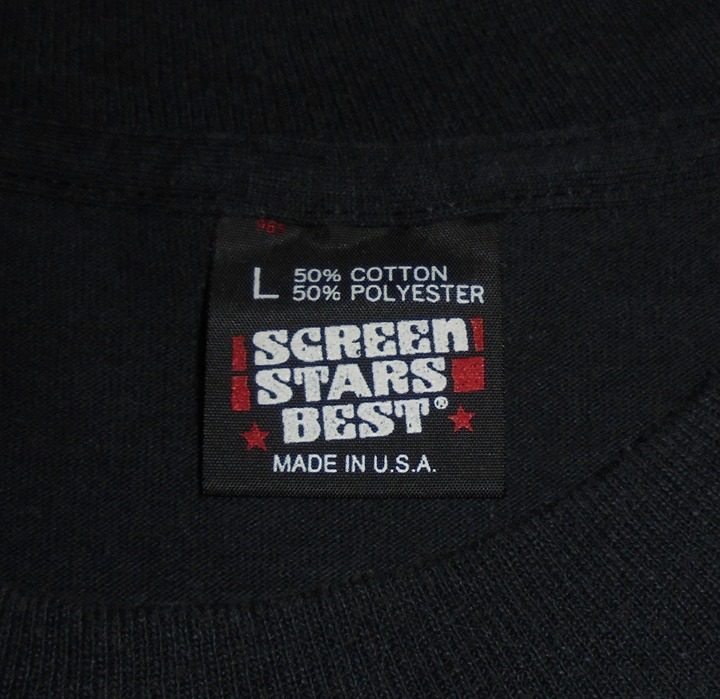 L 50% COTTON
50% POLYESTER
SCREEN
STARS
BEST®
MADE IN U.S.A.